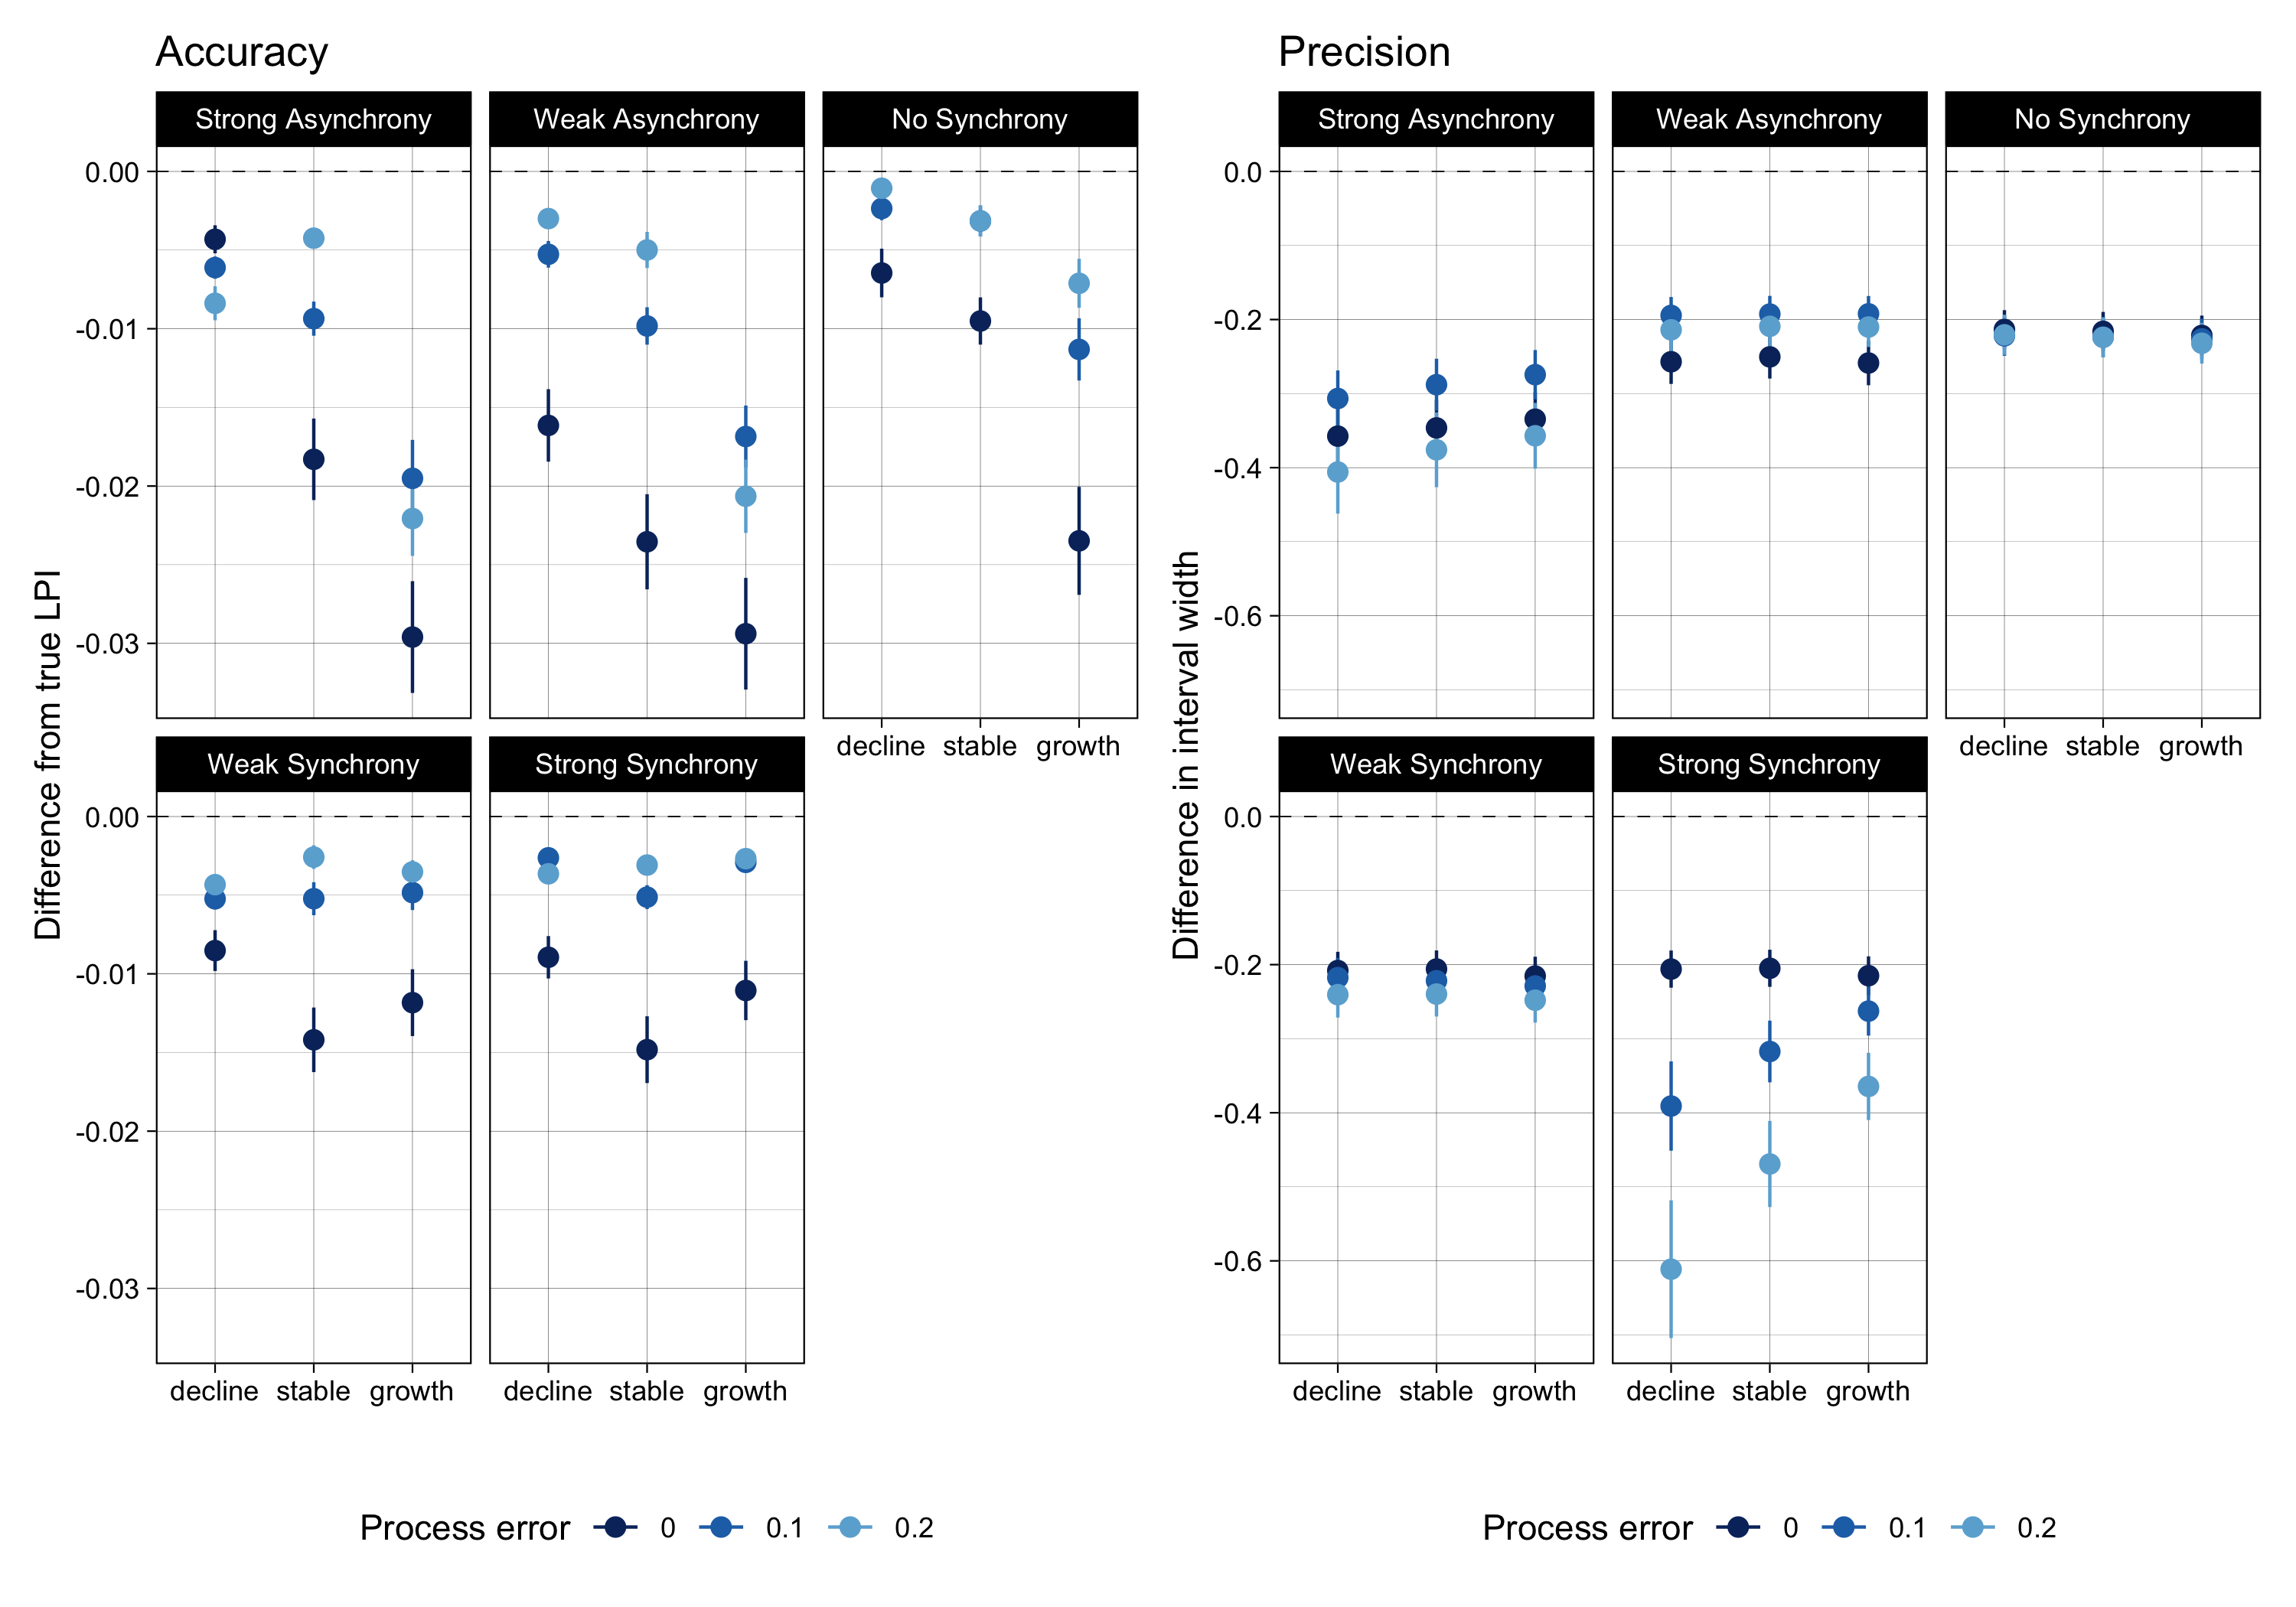 Accuracy
Strong Asynchrony
Weak Asynchrony
No Synchrony
0.00
-0.01
-0.02
-0.03
decline stable growth
Weak Synchrony
Strong Synchrony
0.00
-0.01
-0.02
-0.03
decline stable growth
decline stable growth
Difference from true LPI
Process error 0 0.1 0.2
Precision
Strong Asynchrony
Weak Asynchrony
No Synchrony
0.0
-0.2
-0.4
-0.6
decline stable growth
Weak Synchrony
Strong Synchrony
0.0
-0.2
-0.4
-0.6
decline stable growth
decline stable growth
Difference in interval width
Process error 0 0.1 0.2